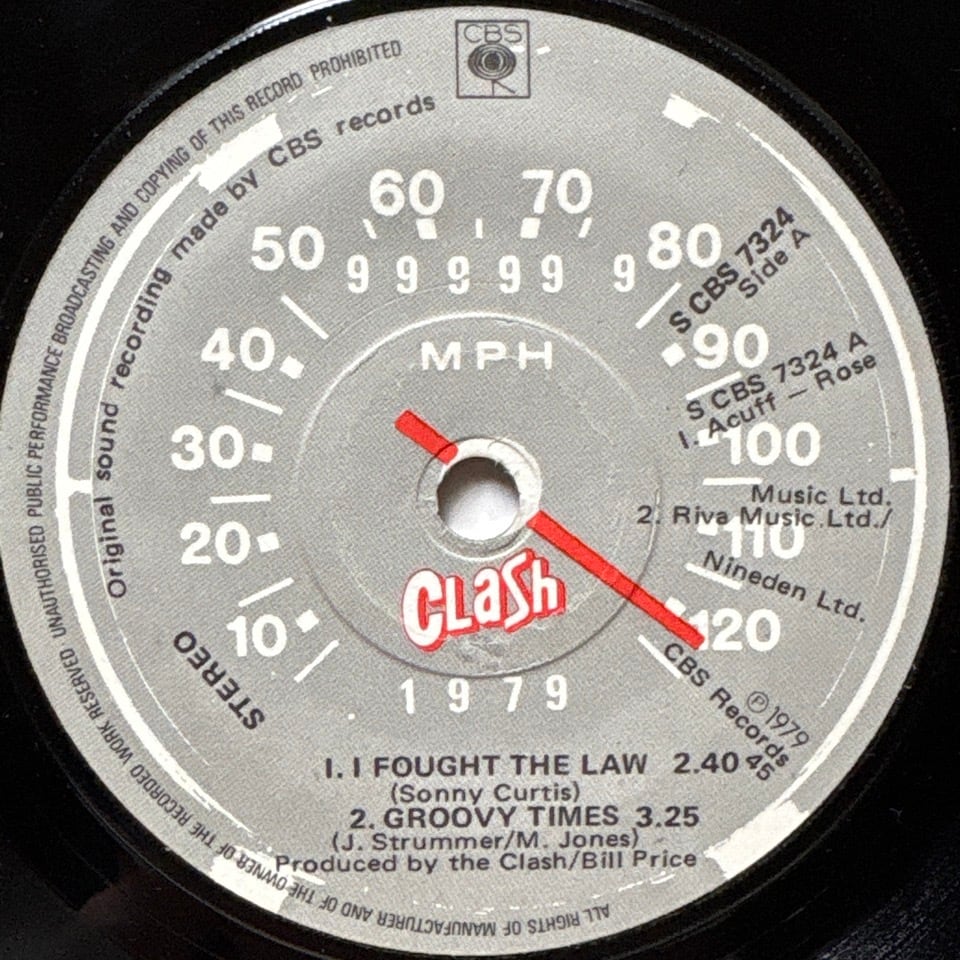 CBS
ALL RIGHTS OF MANUFACTURER AND OF THE OWNER OF THE RECORDED WORK RESERVED UNAUTHORISED PUBLIC PERFORMANCE BROADCASTING AND COPYING OF THIS RECORD PROHIBITED
Original sound recording made by CBS records
STEREO
10
20
30
40
50
60
70
80
90
100
110
120
9 9 9 9 9 9
MPH
S CBS 7324
Side A
S CBS 7324 A
1. Acuff – Rose
Music Ltd.
2. Riva Music Ltd./
Nineden Ltd.
CLaSh
1 9 7 9
℗1979
CBS Records
45
1. I FOUGHT THE LAW 2.40
(Sonny Curtis)
2. GROOVY TIMES 3.25
(J. Strummer/M. Jones)
Produced by the Clash/Bill Price